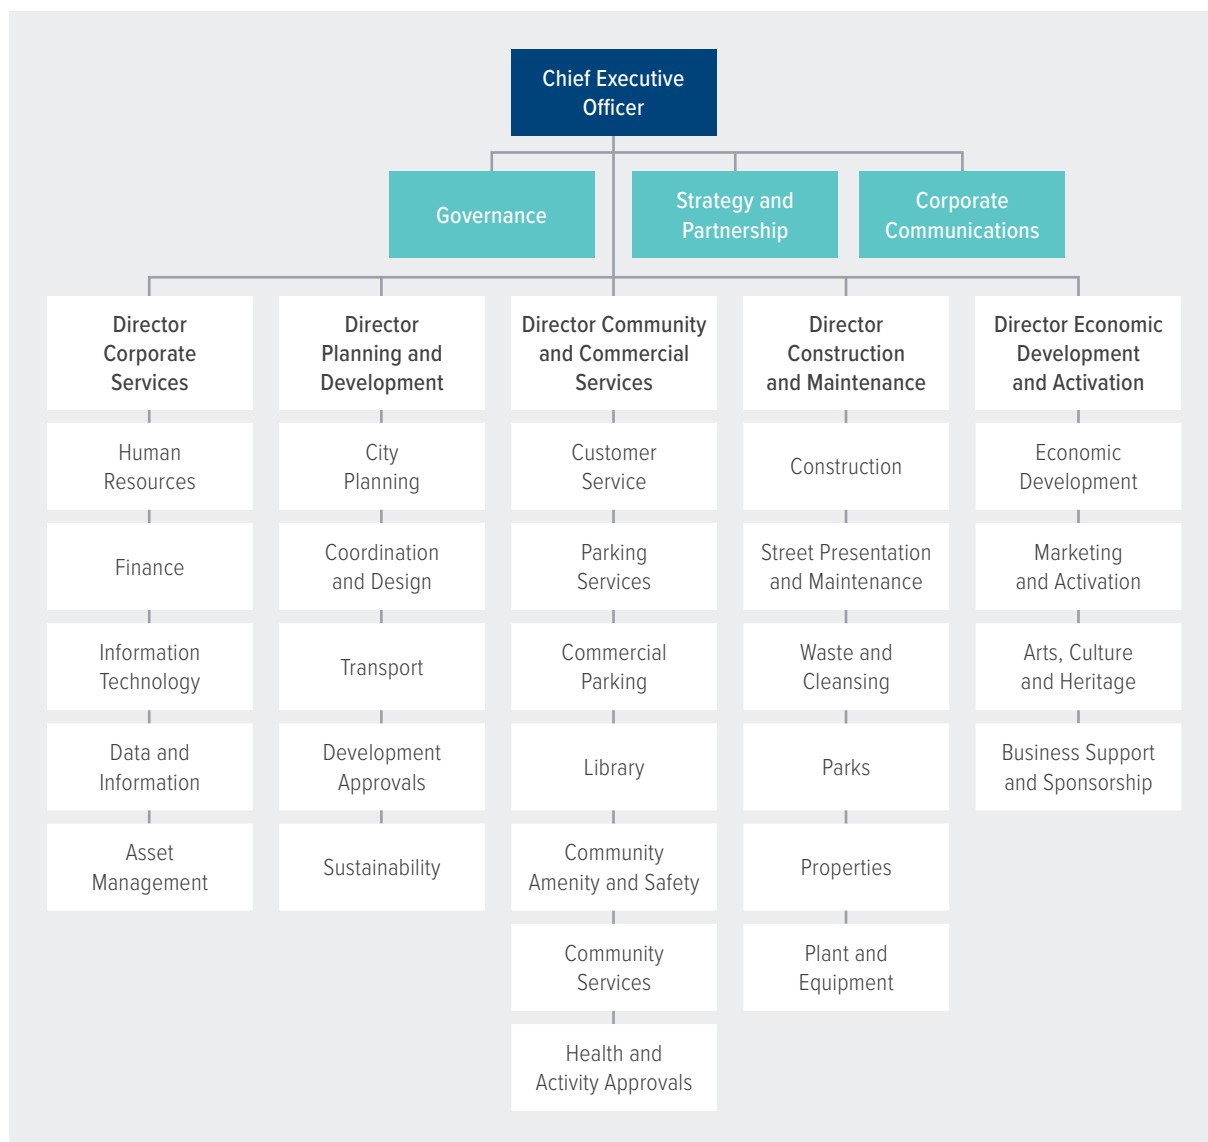 Chief Executive
Officer
Governance
Strategy and
Partnership
Corporate
Communications
Director
Corporate
Services
Human
Resources
Finance
Information
Technology
Data and
Information
Asset
Management
Director
Planning and
Development
City
Planning
Coordination
and Design
Transport
Development
Approvals
Sustainability
Director Community
and Commercial
Services
Customer
Service
Parking
Services
Commercial
Parking
Library
Community
Amenity and Safety
Community
Services
Health and
Activity Approvals
Director
Construction
and Maintenance
Construction
Street Presentation
and Maintenance
Waste and
Cleansing
Parks
Properties
Plant and
Equipment
Director Economic
Development
and Activation
Economic
Development
Marketing
and Activation
Arts, Culture
and Heritage
Business Support
and Sponsorship